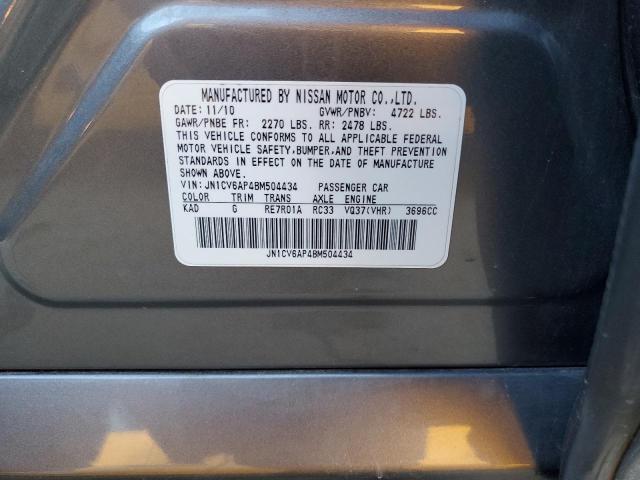 MANUFACTURED BY NISSAN MOTOR CO.,LTD.
DATE: 11/10 GVWR/PNBV: 4722 LBS.
GAWR/PNBE FR: 2270 LBS. RR: 2478 LBS.
THIS VEHICLE CONFORMS TO ALL APPLICABLE FEDERAL
MOTOR VEHICLE SAFETY,BUMPER,AND THEFT PREVENTION
STANDARDS IN EFFECT ON THE DATE OF MANUFACTURE
SHOWN ABOVE.
VIN:JN1CV6AP4BM504434 PASSENGER CAR
COLOR TRIM TRANS AXLE ENGINE
KAD G RE7R01A RC33 VQ37(VHR) 3696CC
JN1CV6AP4BM504434